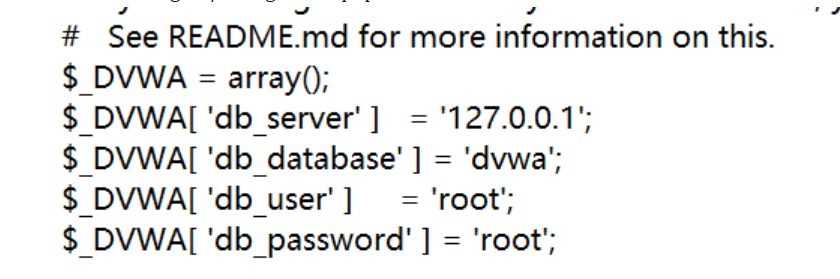 #   See README.md for more information on this.
$_DVWA = array();
$_DVWA[ 'db_server' ]   = '127.0.0.1';
$_DVWA[ 'db_database' ] = 'dvwa';
$_DVWA[ 'db_user' ]     = 'root';
$_DVWA[ 'db_password' ] = 'root';